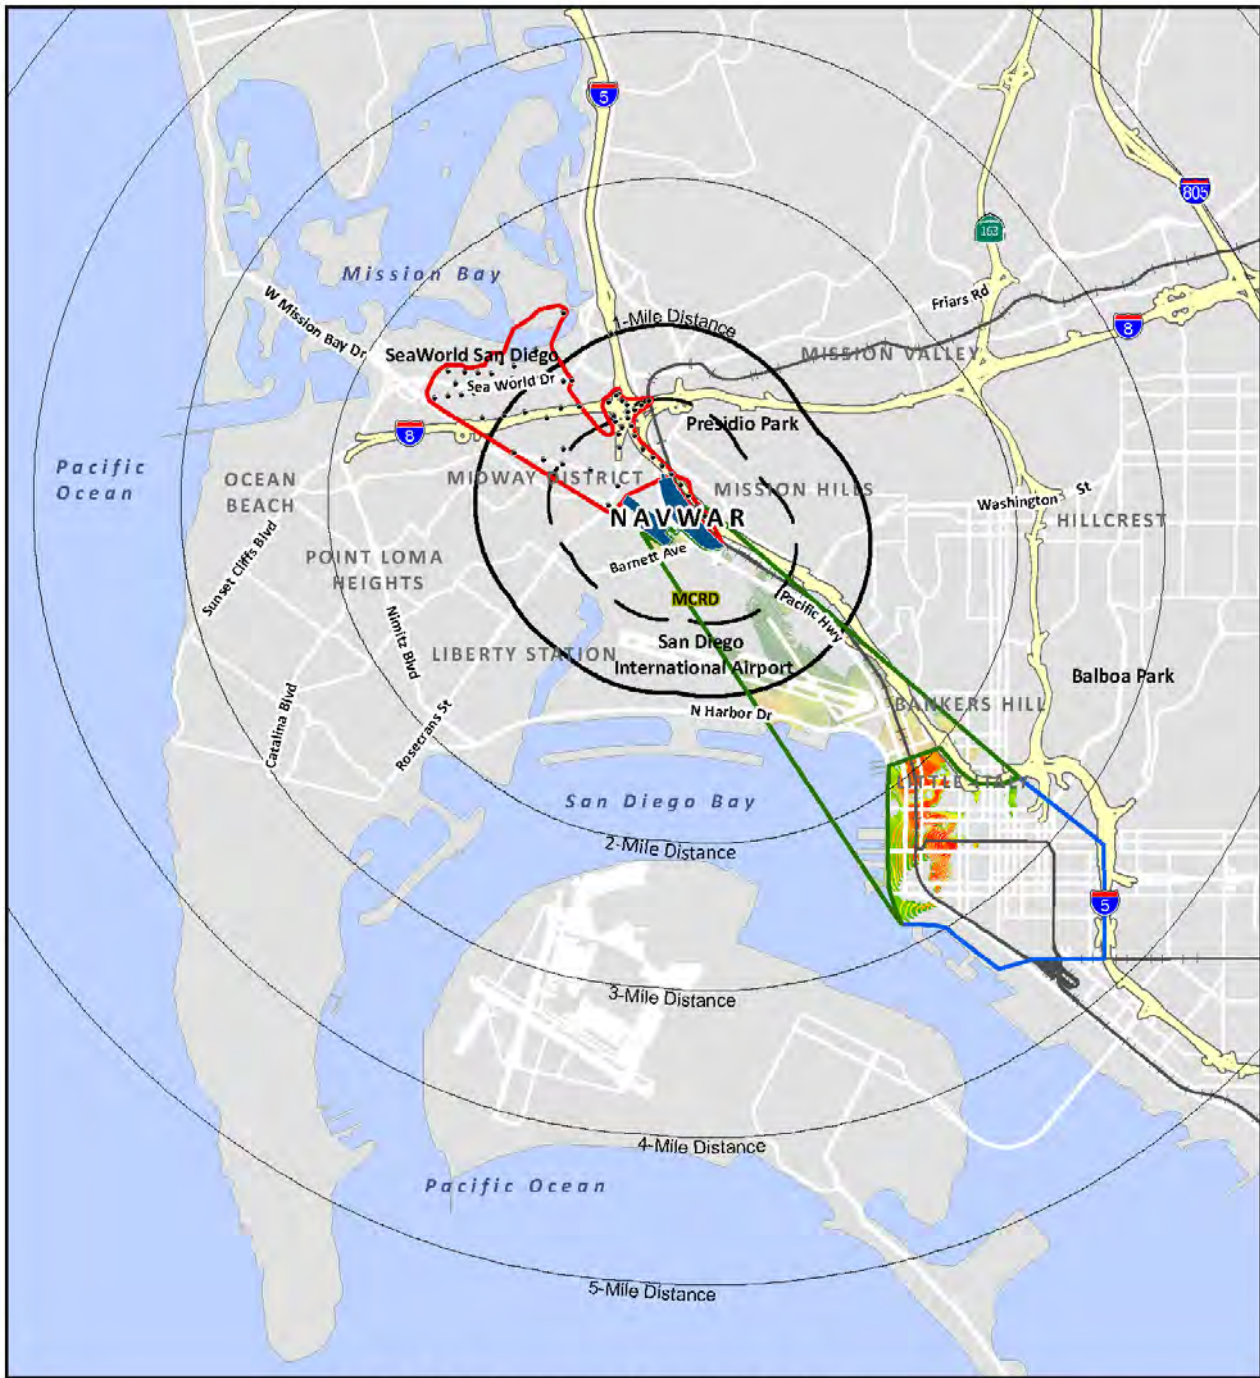 5
805
163
Mission Bay
W Mission Bay Dr
Friars Rd
1-Mile Distance
8
MISSION VALLEY
SeaWorld San Diego
Sea World Dr
Presidio Park
8
Pacific
Ocean
OCEAN
BEACH
MIDWAY DISTRICT
MISSION HILLS
Washington St
HILLCREST
NAVWAR
Sunset Cliffs Blvd
POINT LOMA
HEIGHTS
Barnett Ave
MCRD
Pacific Hwy
Nimitz Blvd
LIBERTY STATION
San Diego
International Airport
Balboa Park
Catalina Blvd
Rosecrans St
N Harbor Dr
BANKERS HILL
LITTLE ITALY
San Diego Bay
2-Mile Distance
5
3-Mile Distance
4-Mile Distance
Pacific Ocean
5-Mile Distance